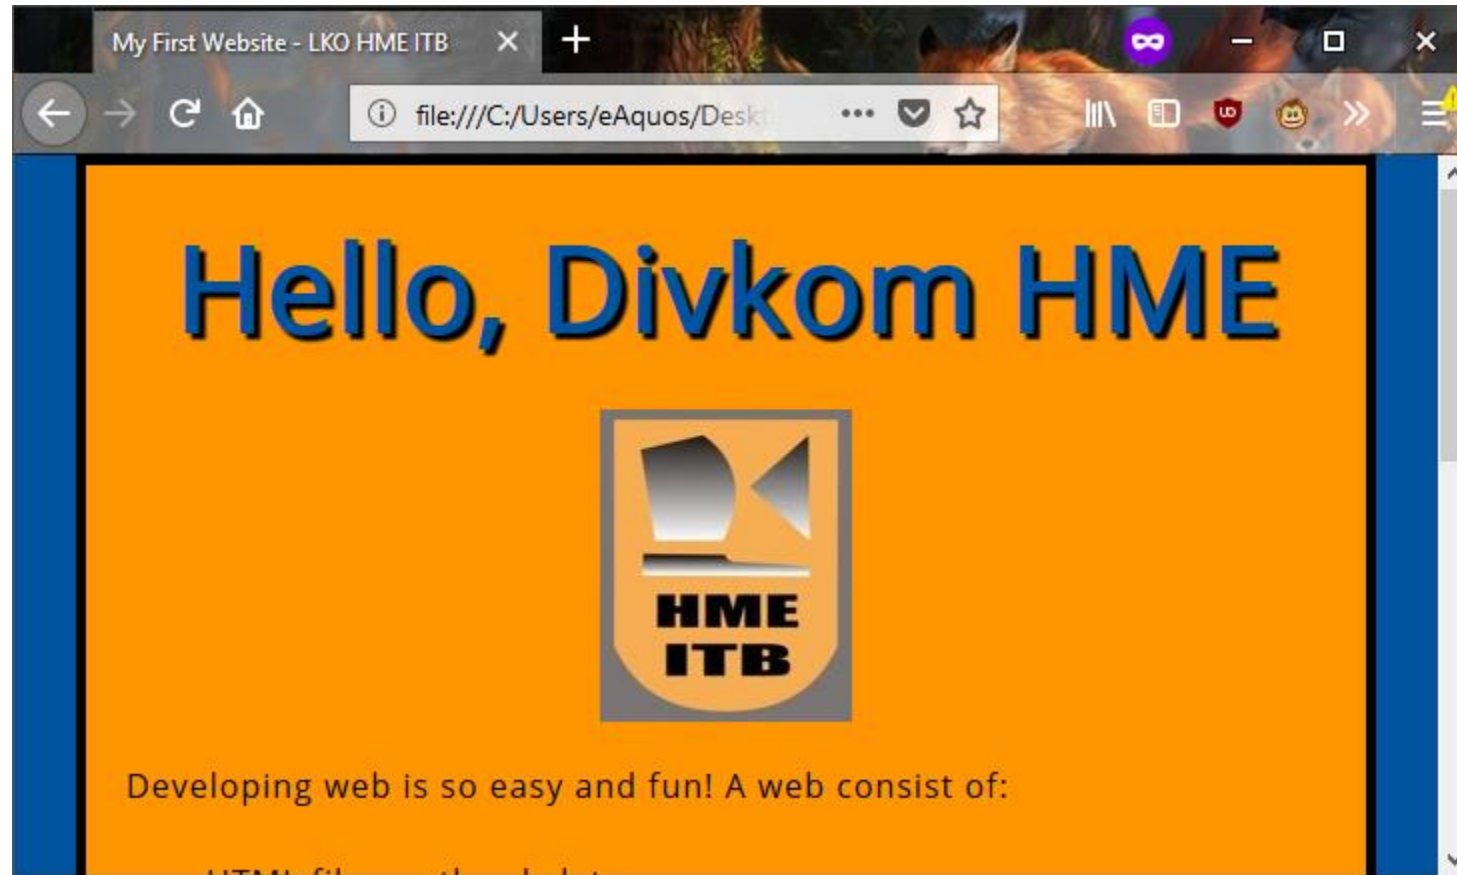 My First Website - LKO HME ITB
file:///C:/Users/eAquos/Desk
Hello, Divkom HME
HME
ITB
Developing web is so easy and fun! A web consist of: